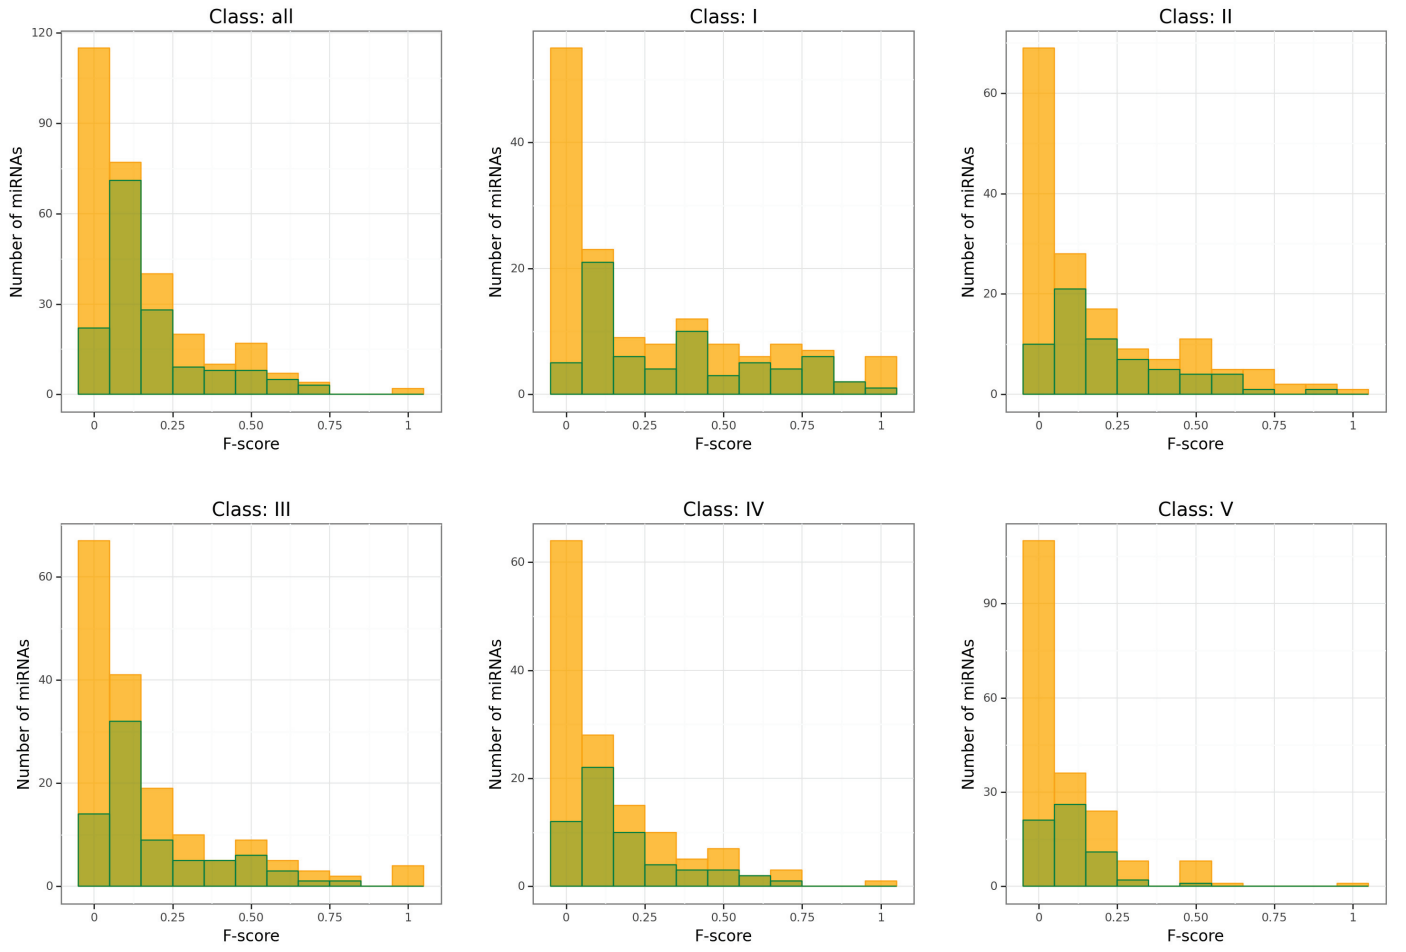 Class: all
Number of miRNAs
120
90
60
30
0
0 0.25 0.50 0.75 1
F-score
Class: I
Number of miRNAs
40
20
0
0 0.25 0.50 0.75 1
F-score
Class: II
Number of miRNAs
60
40
20
0
0 0.25 0.50 0.75 1
F-score
Class: III
Number of miRNAs
60
40
20
0
0 0.25 0.50 0.75 1
F-score
Class: IV
Number of miRNAs
60
40
20
0
0 0.25 0.50 0.75 1
F-score
Class: V
Number of miRNAs
90
60
30
0
0 0.25 0.50 0.75 1
F-score